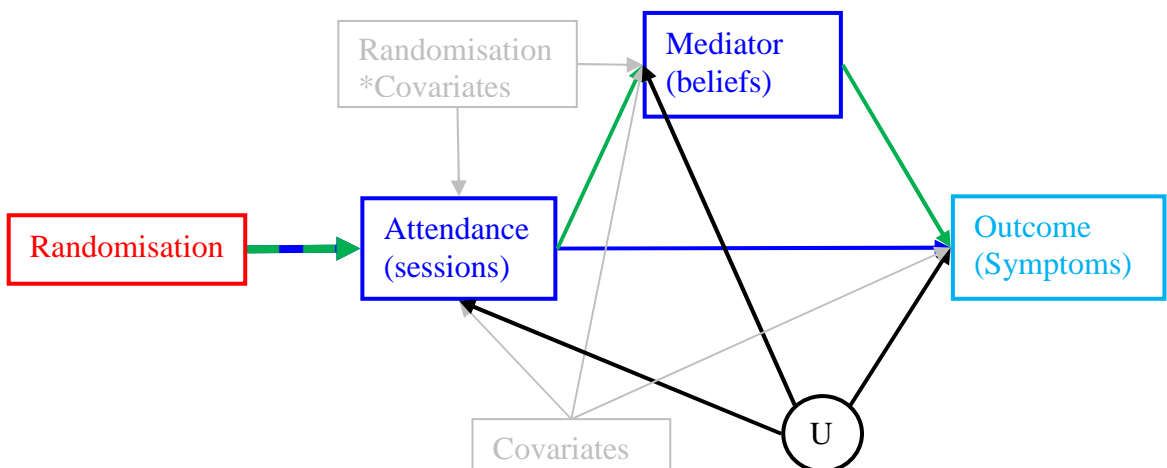 Randomisation
*Covariates
Mediator
(beliefs)
Randomisation
Attendance
(sessions)
Outcome
(Symptoms)
Covariates
U